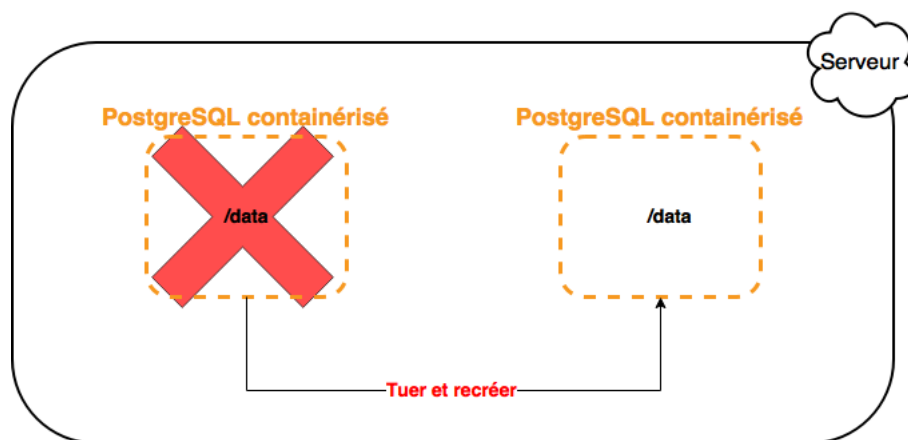 Serveur
PostgreSQL containérisé
PostgreSQL containérisé
/data
/data
Tuer et recréer